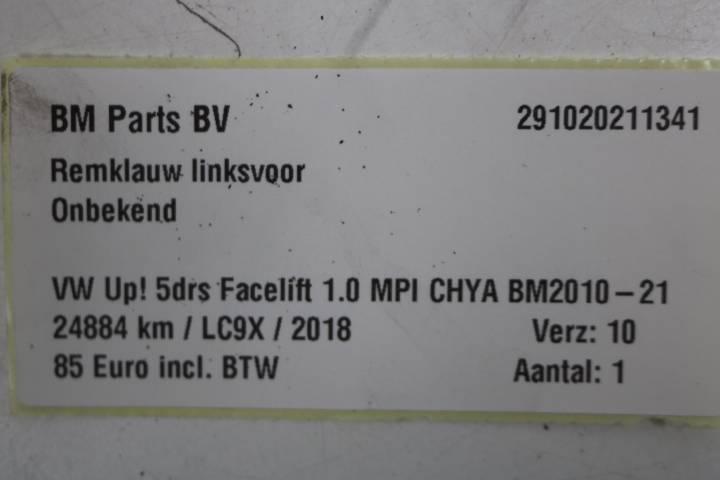 BM Parts BV 291020211341
Remklauw linksvoor
Onbekend
VW Up! 5drs Facelift 1.0 MPI CHYA BM2010-21
24884 km / LC9X / 2018 Verz: 10
85 Euro incl. BTW Aantal: 1